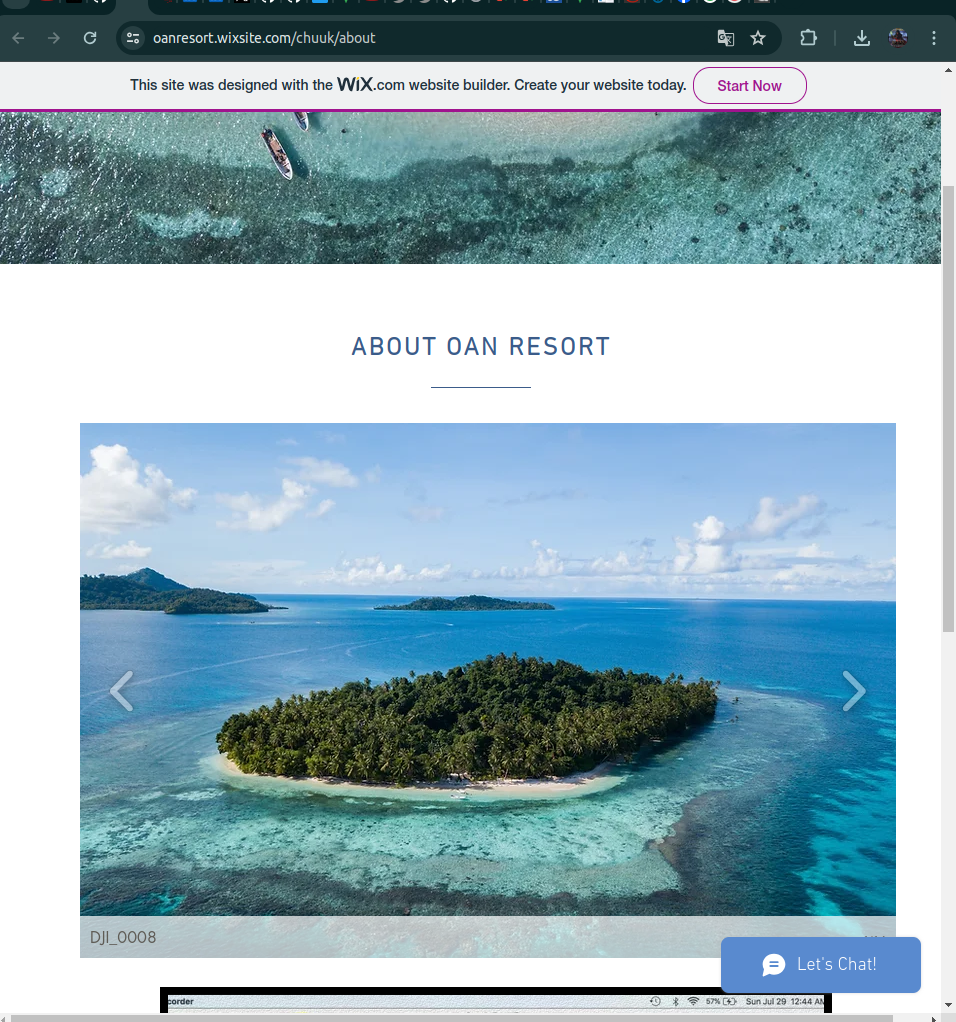 oanresort.wixsite.com/chuuk/about
This site was designed with the WiX.com website builder. Create your website today. Start Now
ABOUT OAN RESORT
DJI_0008
Let's Chat!
corder 57% Sun Jul 29 12:44 AM